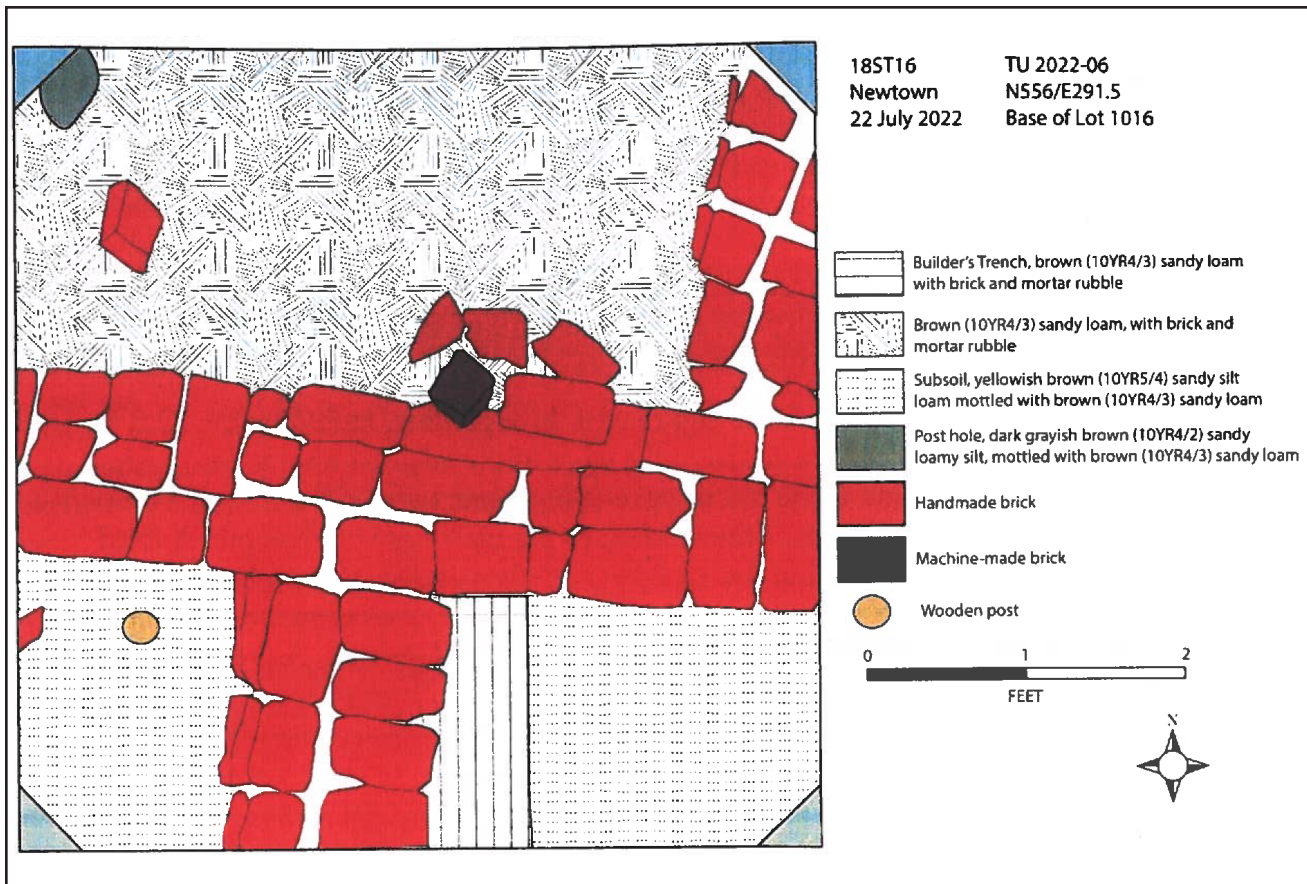 18ST16 TU 2022-06
Newtown N556/E291.5
22 July 2022 Base of Lot 1016
Builder's Trench, brown (10YR4/3) sandy loam
with brick and mortar rubble
Brown (10YR4/3) sandy loam, with brick and
mortar rubble
Subsoil, yellowish brown (10YR5/4) sandy silt
loam mottled with brown (10YR4/3) sandy loam
Post hole, dark grayish brown (10YR4/2) sandy
loamy silt, mottled with brown (10YR4/3) sandy loam
Handmade brick
Machine-made brick
Wooden post
0 1 2
FEET
N